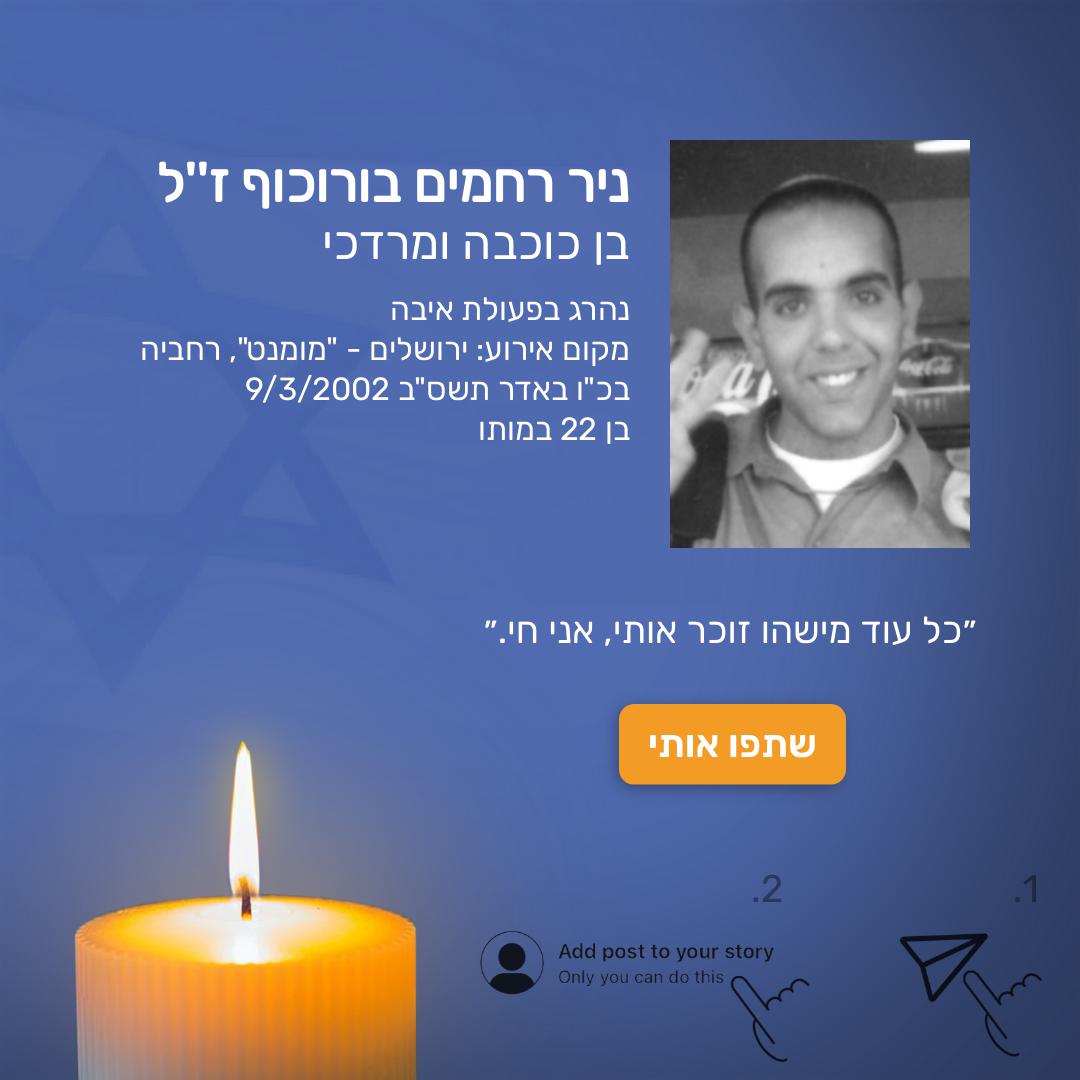 ניר רחמים בורוכוף ז"ל
בן כוכבה ומרדכי
נהרג בפעולת איבה
מקום אירוע: ירושלים - "מומנט", רחביה
בכ"ו באדר תשס"ב 9/3/2002
בן 22 במותו
Coca-Cola
״כל עוד מישהו זוכר אותי, אני חי.״
שתפו אותי
.1
.2
Add post to your story
Only you can do this